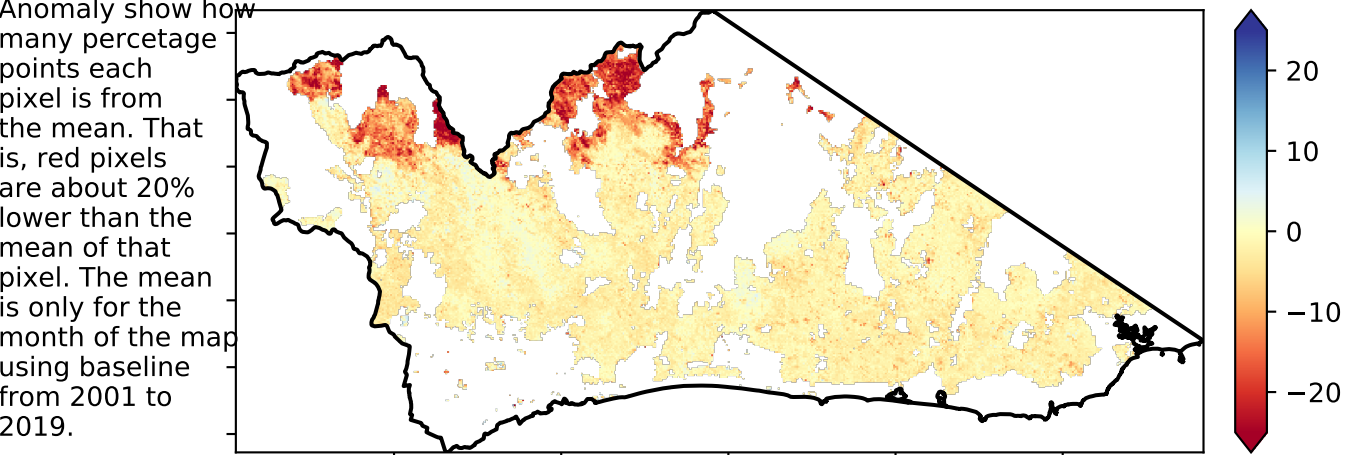 Anomaly show how
many percetage
points each
pixel is from
the mean. That
is, red pixels
are about 20%
lower than the
mean of that
pixel. The mean
is only for the
month of the map
using baseline
from 2001 to
2019.
20
10
0
−10
−20